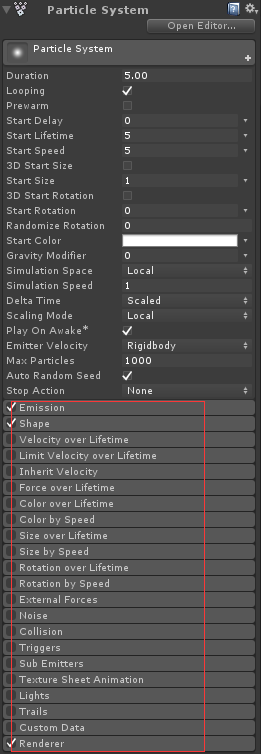 Particle System
Open Editor...
Particle System
Duration 5.00
Looping
Prewarm
Start Delay 0
Start Lifetime 5
Start Speed 5
3D Start Size
Start Size 1
3D Start Rotation
Start Rotation 0
Randomize Rotation 0
Start Color
Gravity Modifier 0
Simulation Space Local
Simulation Speed 1
Delta Time Scaled
Scaling Mode Local
Play On Awake*
Emitter Velocity Rigidbody
Max Particles 1000
Auto Random Seed
Stop Action None
Emission
Shape
Velocity over Lifetime
Limit Velocity over Lifetime
Inherit Velocity
Force over Lifetime
Color over Lifetime
Color by Speed
Size over Lifetime
Size by Speed
Rotation over Lifetime
Rotation by Speed
External Forces
Noise
Collision
Triggers
Sub Emitters
Texture Sheet Animation
Lights
Trails
Custom Data
Renderer